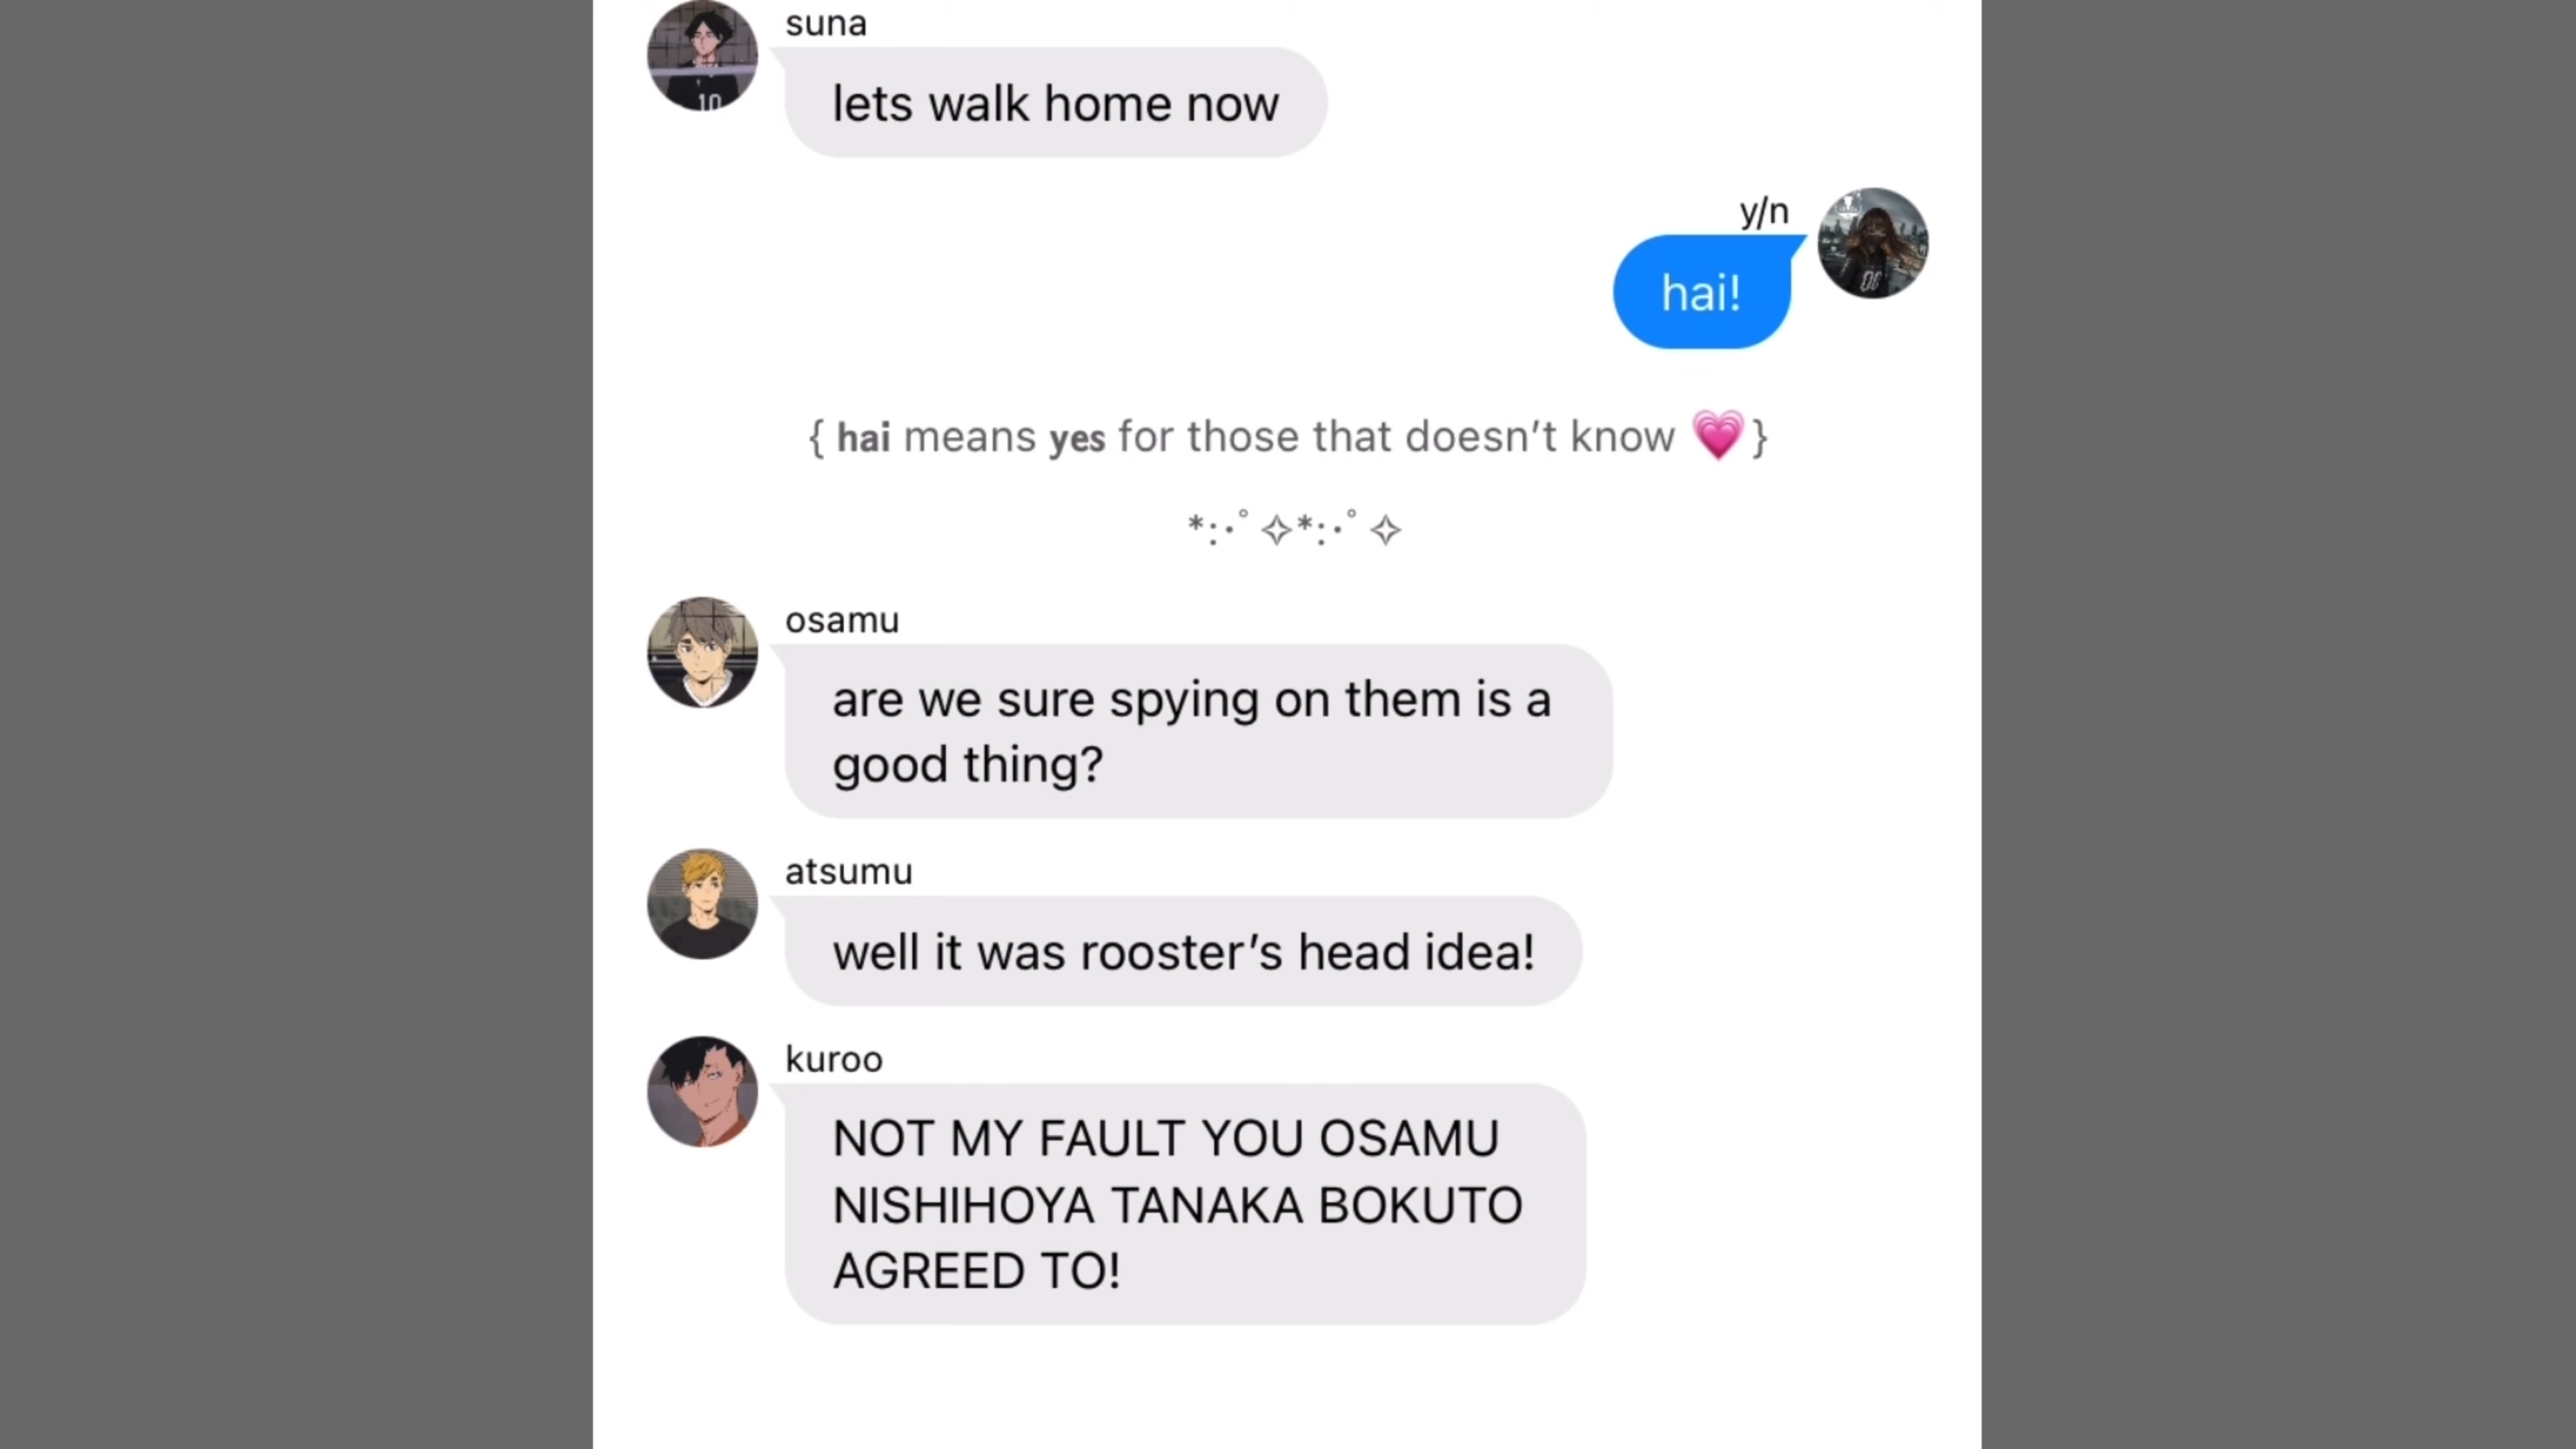 suna
10
lets walk home now
y/n
hai!
{ hai means yes for those that doesn’t know 💗}
*:・ﾟ✧*:・ﾟ✧
osamu
are we sure spying on them is a
good thing?
atsumu
well it was rooster’s head idea!
kuroo
NOT MY FAULT YOU OSAMU
NISHIHOYA TANAKA BOKUTO
AGREED TO!